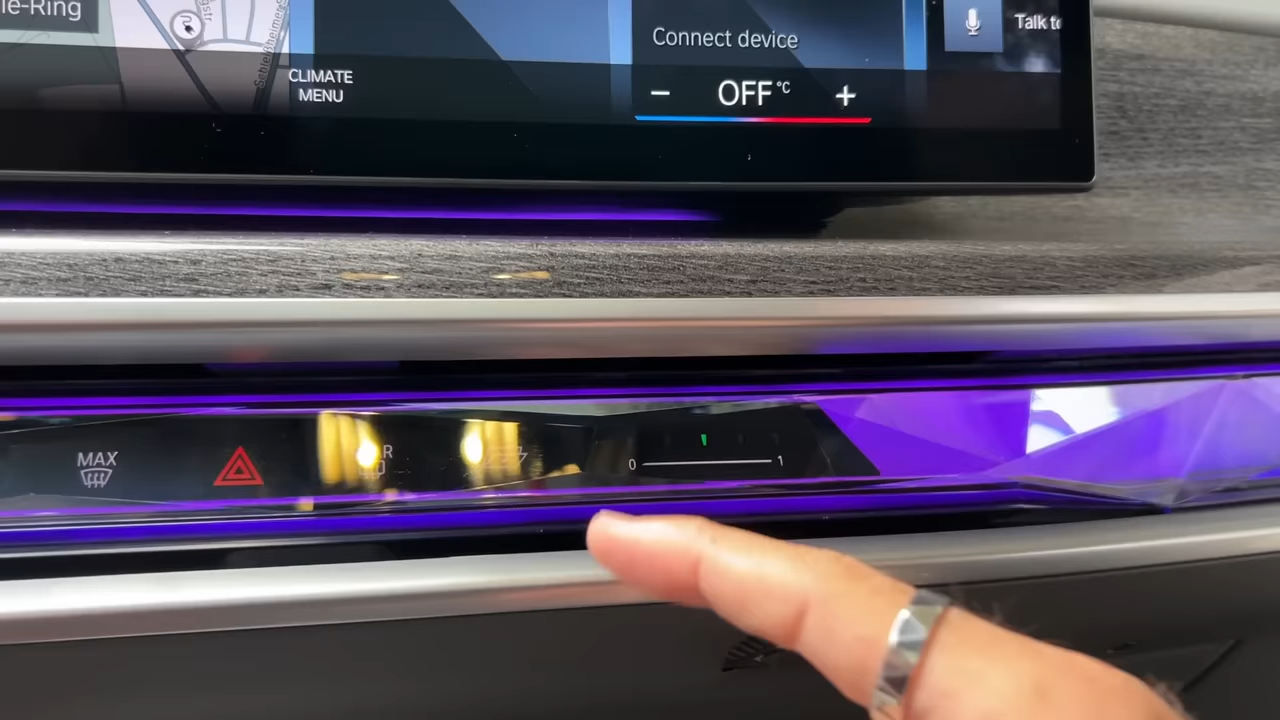 e-Ring
Connect device
Talk to
CLIMATE
MENU
− OFF °C +
MAX
0 1